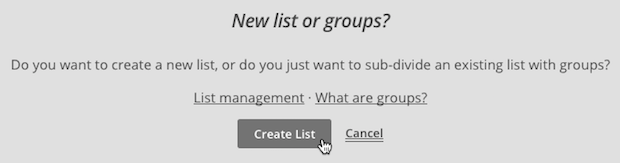 New list or groups?
Do you want to create a new list, or do you just want to sub-divide an existing list with groups?
List management · What are groups?
Create List Cancel